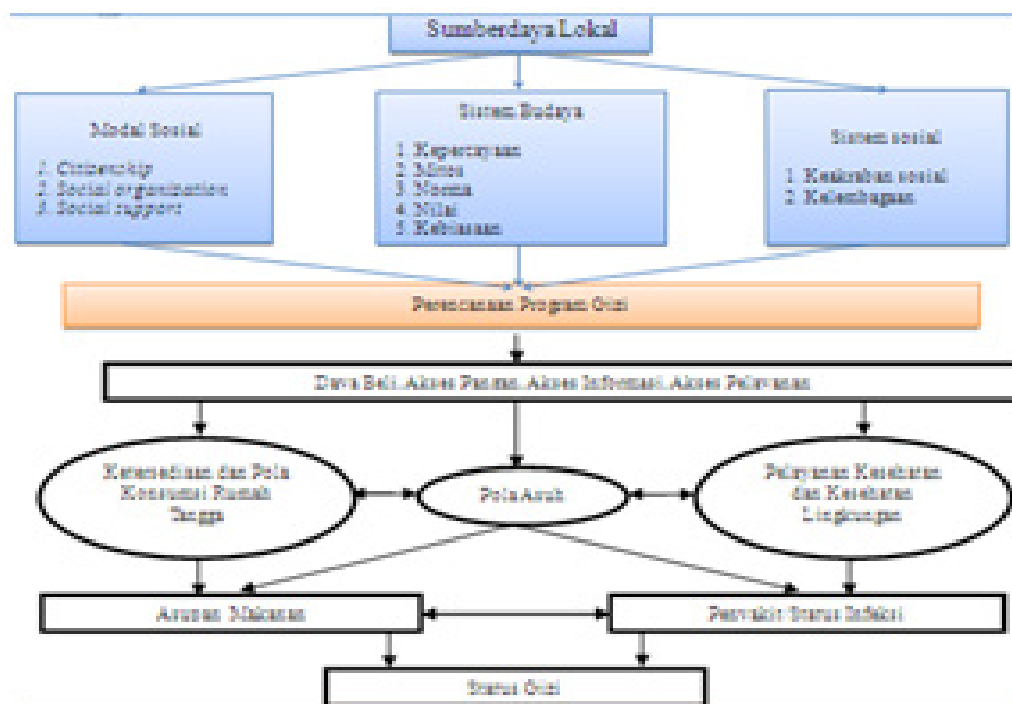 Sumberdaya Lokal
Modal Sosial
1. Citizenship
2. Social organization
3. Social support
Sistem Budaya
1. Kepercayaan
2. Mitos
3. Norma
4. Nilai
5. Kebiasaan
Sistem sosial
1. Keakraban sosial
2. Kelembagaan
Perencanaan Program Gizi
Daya Beli, Akses Pangan, Akses Informasi, Akses Pelayanan
Ketersediaan dan Pola
Konsumsi Rumah
Tangga
Pola Asuh
Pelayanan Kesehatan
dan Kesehatan
Lingkungan
Asupan Makanan
Penyakit Status Infeksi
Status Gizi